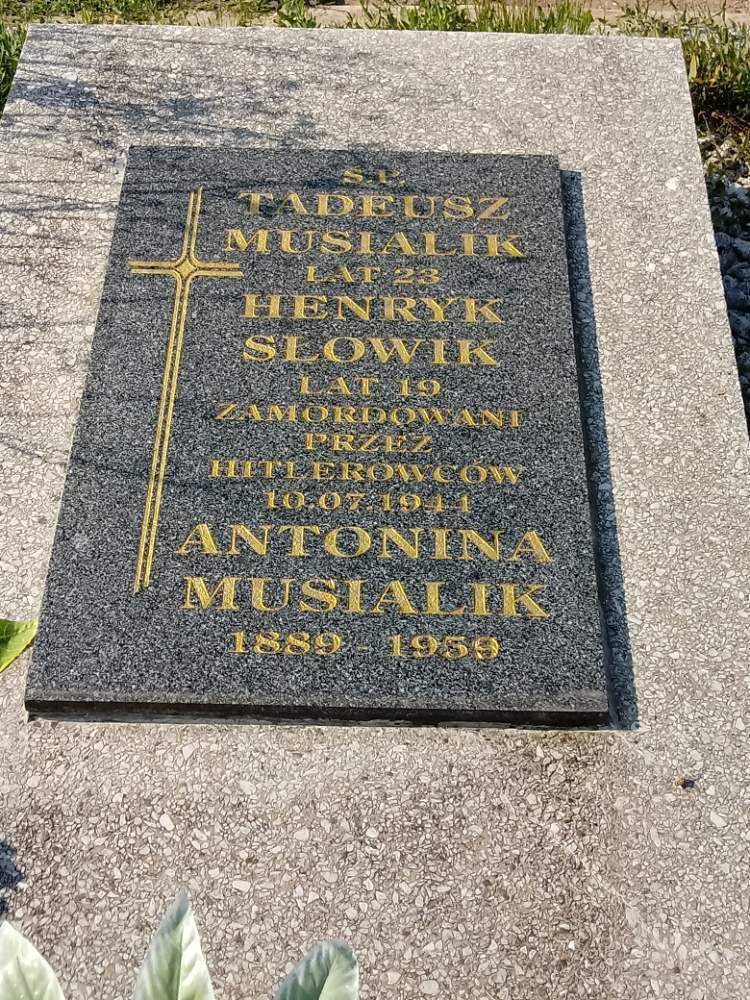 Ś.P.
TADEUSZ
MUSIALIK
LAT 23
HENRYK
SŁOWIK
LAT 19
ZAMORDOWANI
PRZEZ
HITLEROWCÓW
10.07.1944
ANTONINA
MUSIALIK
1889 - 1959